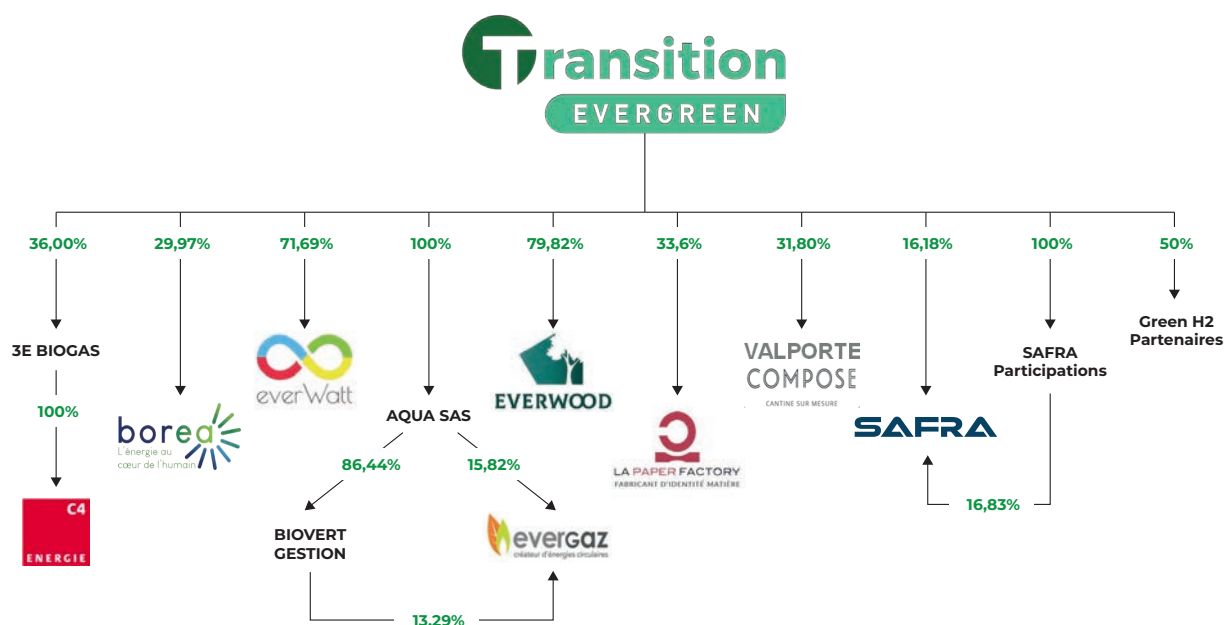 Transition
EVERGREEN
36,00%
29,97%
71,69%
100%
79,82%
33,6%
31,80%
16,18%
100%
50%
3E BIOGAS
100%
C4
ENERGIE
borea
L'énergie au
cœur de l'humain
everWatt
AQUA SAS
86,44%
15,82%
BIOVERT
GESTION
evergaz
créateur d'énergies circulaires
13,29%
EVERWOOD
LA PAPER FACTORY
FABRICANT D'IDENTITÉ MATIÈRE
VALPORTE
COMPOSE
CANTINE SUR MESURE
SAFRA
SAFRA
Participations
16,83%
Green H2
Partenaires